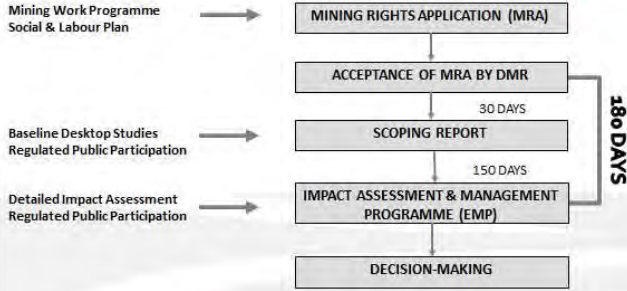 Mining Work Programme
Social & Labour Plan
MINING RIGHTS APPLICATION (MRA)
ACCEPTANCE OF MRA BY DMR
30 DAYS
180 DAYS
Baseline Desktop Studies
Regulated Public Participation
SCOPING REPORT
150 DAYS
Detailed Impact Assessment
Regulated Public Participation
IMPACT ASSESSMENT & MANAGEMENT
PROGRAMME (EMP)
DECISION-MAKING